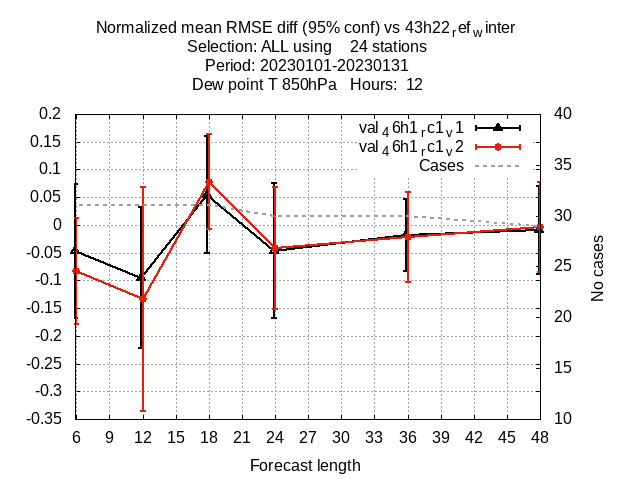 Normalized mean RMSE diff (95% conf) vs 43h22refwinter
Selection: ALL using 24 stations
Period: 20230101-20230131
Dew point T 850hPa Hours: 12
0.2
0.15
0.1
0.05
0
-0.05
-0.1
-0.15
-0.2
-0.25
-0.3
-0.35
val46h1rc1v1
val46h1rc1v2
Cases
40
35
30
25
20
15
10
No cases
6 9 12 15 18 21 24 27 30 33 36 39 42 45 48
Forecast length